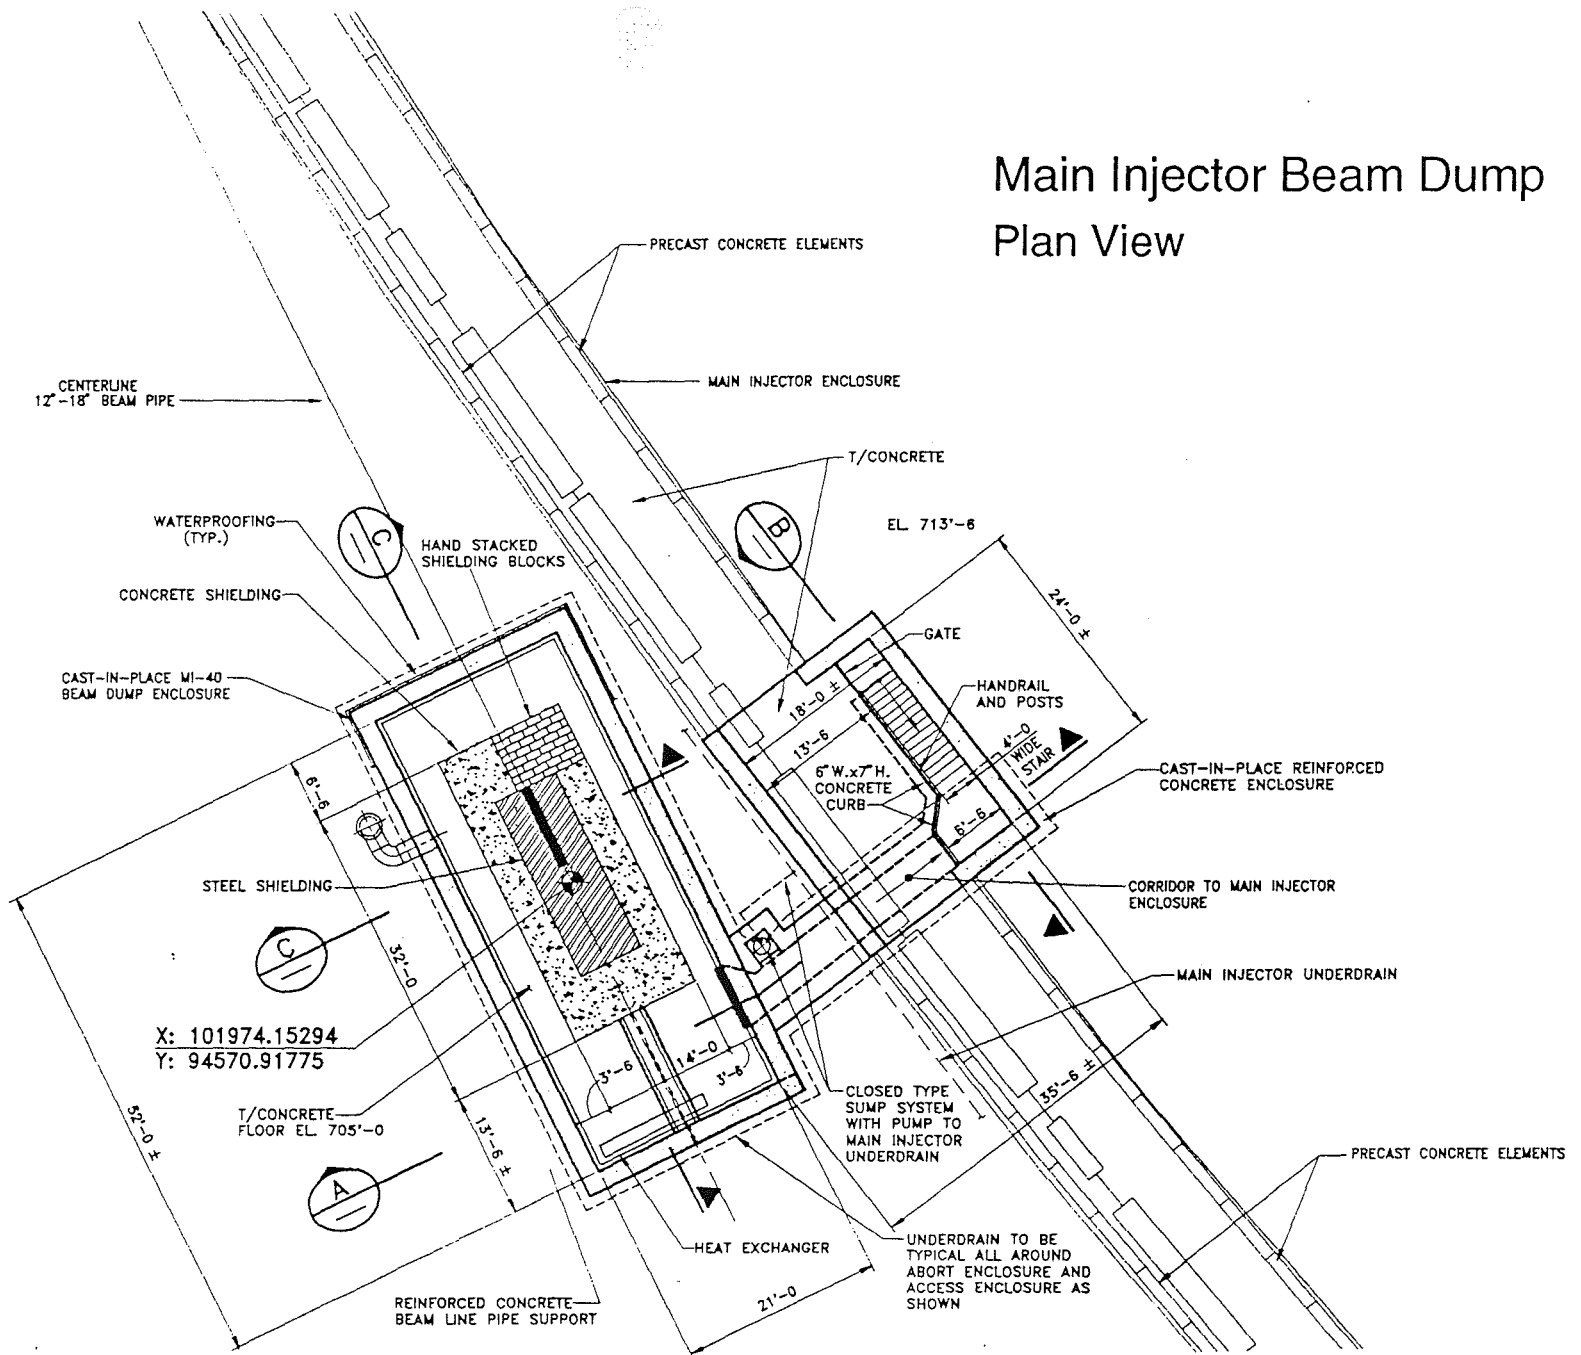 Main Injector Beam Dump
Plan View
PRECAST CONCRETE ELEMENTS
MAIN INJECTOR ENCLOSURE
CENTERLINE
12"-18" BEAM PIPE
T/CONCRETE
EL. 713'-6
WATERPROOFING
(TYP.)
C
HAND STACKED
SHIELDING BLOCKS
B
CONCRETE SHIELDING
24'-0 ±
GATE
CAST-IN-PLACE MI-40
BEAM DUMP ENCLOSURE
HANDRAIL
AND POSTS
18'-0 ±
13'-6
4'-0
WIDE
STAIR
6" W.x7" H.
CONCRETE
CURB
CAST-IN-PLACE REINFORCED
CONCRETE ENCLOSURE
6'-6
6'-6
STEEL SHIELDING
CORRIDOR TO MAIN INJECTOR
ENCLOSURE
C
32'-0
MAIN INJECTOR UNDERDRAIN
X: 101974.15294
Y: 94570.91775
14'-0
3'-6
3'-6
35'-6 ±
T/CONCRETE
FLOOR EL. 705'-0
52'-0 ±
13'-6 ±
CLOSED TYPE
SUMP SYSTEM
WITH PUMP TO
MAIN INJECTOR
UNDERDRAIN
PRECAST CONCRETE ELEMENTS
A
HEAT EXCHANGER
UNDERDRAIN TO BE
TYPICAL ALL AROUND
ABORT ENCLOSURE AND
ACCESS ENCLOSURE AS
SHOWN
21'-0
REINFORCED CONCRETE
BEAM LINE PIPE SUPPORT